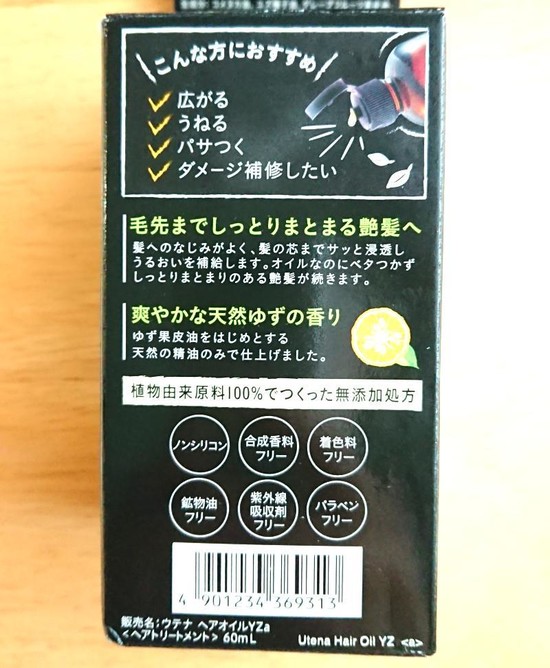 こんな方におすすめ
広がる
うねる
パサつく
ダメージ補修したい
毛先までしっとりまとまる艶髪へ
髪へのなじみがよく、髪の芯までサッと浸透し
うるおいを補給します。オイルなのにベタつかず
しっとりまとまりのある艶髪が続きます。
爽やかな天然ゆずの香り
ゆず果皮油をはじめとする
天然の精油のみで仕上げました。
植物由来原料100%でつくった無添加処方
ノンシリコン
合成香料
フリー
着色料
フリー
鉱物油
フリー
紫外線
吸収剤
フリー
パラベン
フリー
4 901234 369313
販売名：ウテナ ヘアオイルYZa
<ヘアトリートメント> 60mL
Utena Hair Oil YZ <a>